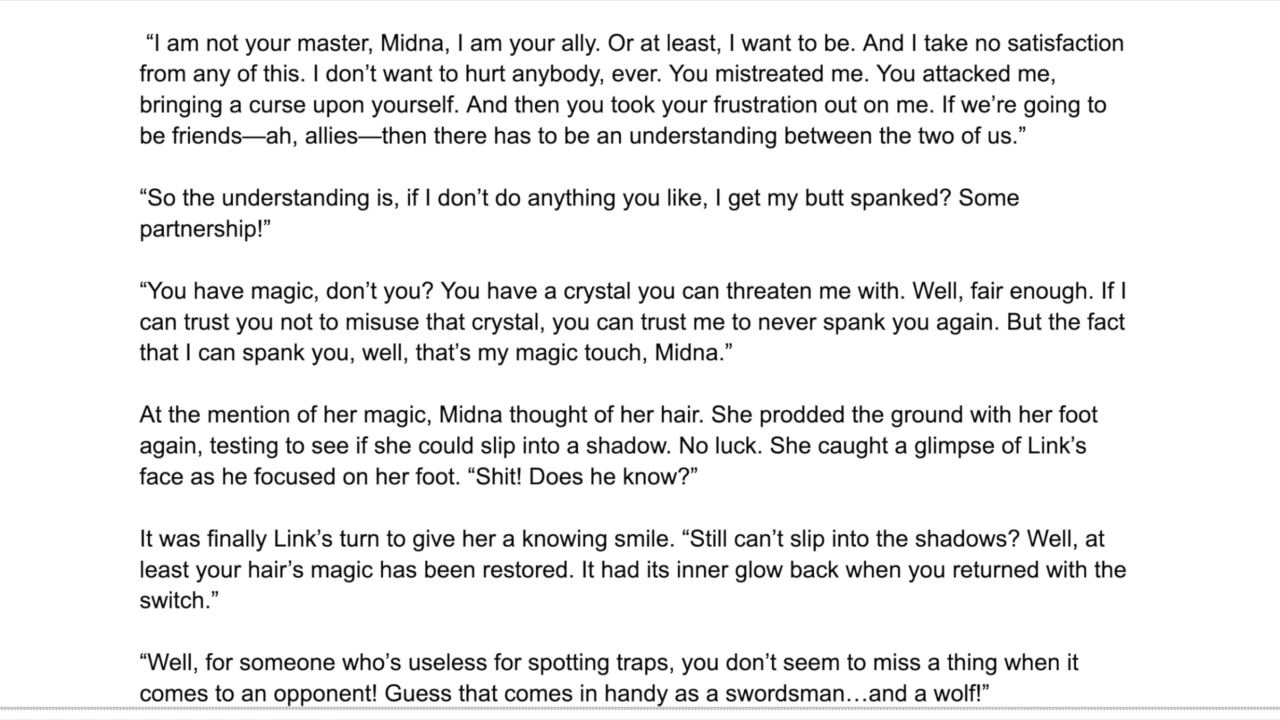 “I am not your master, Midna, I am your ally. Or at least, I want to be. And I take no satisfaction
from any of this. I don’t want to hurt anybody, ever. You mistreated me. You attacked me,
bringing a curse upon yourself. And then you took your frustration out on me. If we’re going to
be friends—ah, allies—then there has to be an understanding between the two of us.”
“So the understanding is, if I don’t do anything you like, I get my butt spanked? Some
partnership!”
“You have magic, don’t you? You have a crystal you can threaten me with. Well, fair enough. If I
can trust you not to misuse that crystal, you can trust me to never spank you again. But the fact
that I can spank you, well, that’s my magic touch, Midna.”
At the mention of her magic, Midna thought of her hair. She prodded the ground with her foot
again, testing to see if she could slip into a shadow. No luck. She caught a glimpse of Link’s
face as he focused on her foot. “Shit! Does he know?”
It was finally Link’s turn to give her a knowing smile. “Still can’t slip into the shadows? Well, at
least your hair’s magic has been restored. It had its inner glow back when you returned with the
switch.”
“Well, for someone who’s useless for spotting traps, you don’t seem to miss a thing when it
comes to an opponent! Guess that comes in handy as a swordsman…and a wolf!”